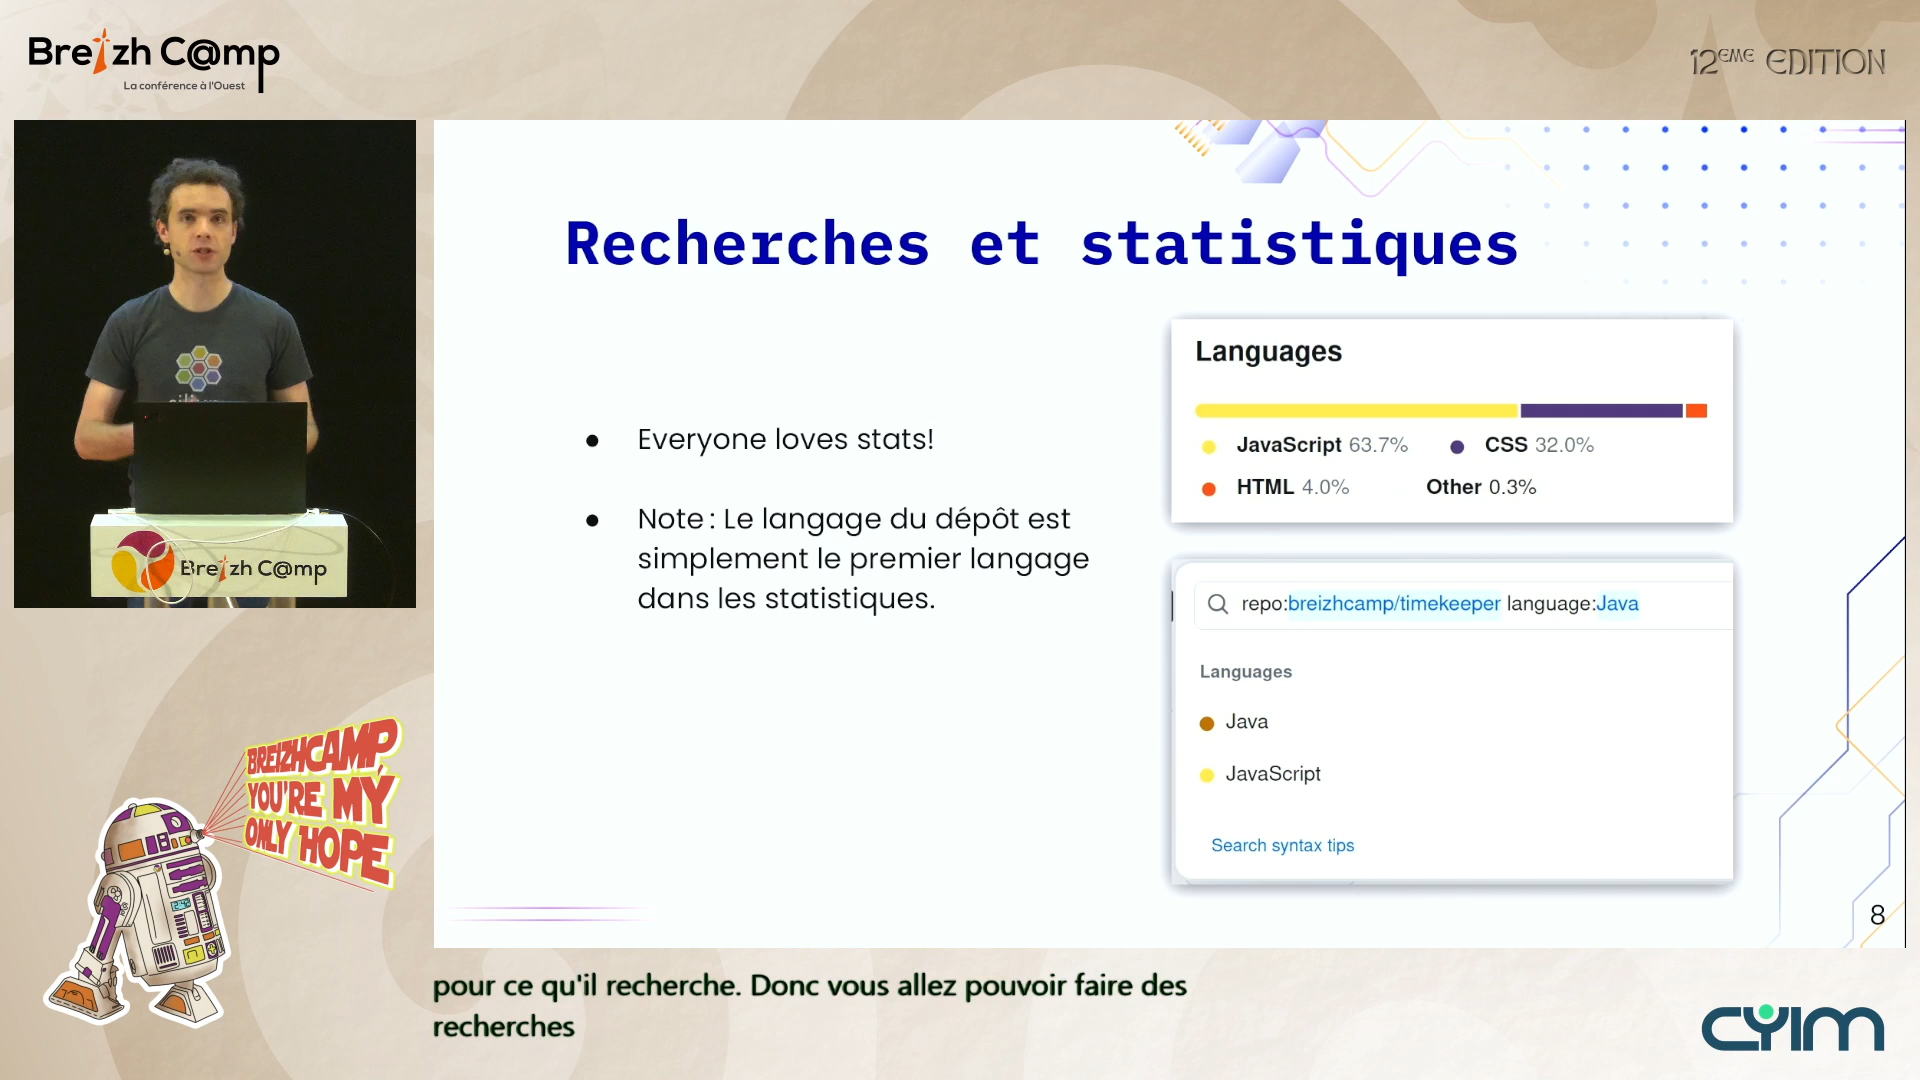 Breizh C@mp
La conférence à l'Ouest
12EME EDITION
Recherches et statistiques
Everyone loves stats!
Note : Le langage du dépôt est
simplement le premier langage
dans les statistiques.
Languages
JavaScript 63.7% CSS 32.0%
HTML 4.0% Other 0.3%
repo:breizhcamp/timekeeper language:Java
Languages
Java
JavaScript
Search syntax tips
8
Breizh C@mp
BREIZHCAMP,
YOU'RE MY
ONLY HOPE
pour ce qu'il recherche. Donc vous allez pouvoir faire des
recherches
CYIM